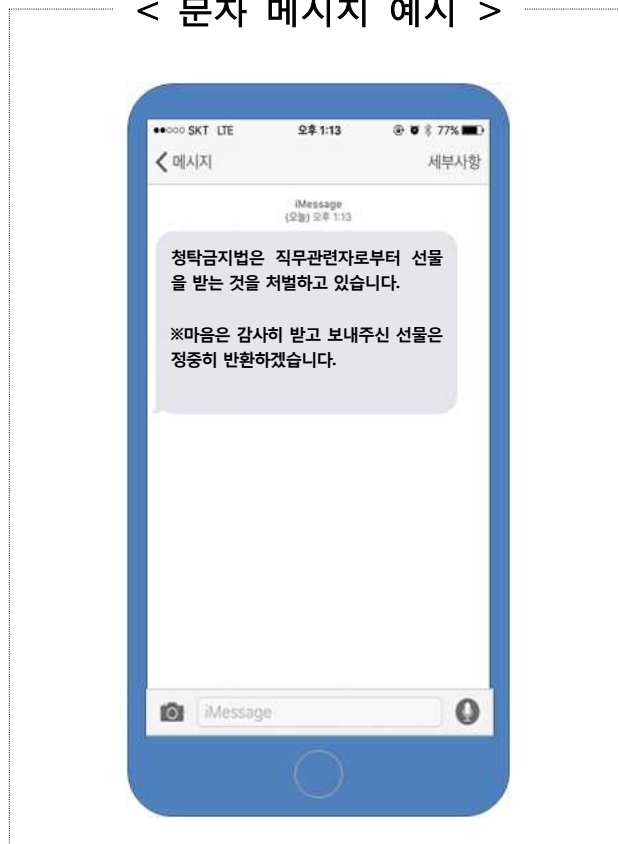 < 문자 메시지 예시 >
●●○○○ SKT LTE 오후 1:13 77%
메시지 세부사항
iMessage
(오늘) 오후 1:13
청탁금지법은 직무관련자로부터 선물
을 받는 것을 처벌하고 있습니다.
※마음은 감사히 받고 보내주신 선물은
정중히 반환하겠습니다.
iMessage